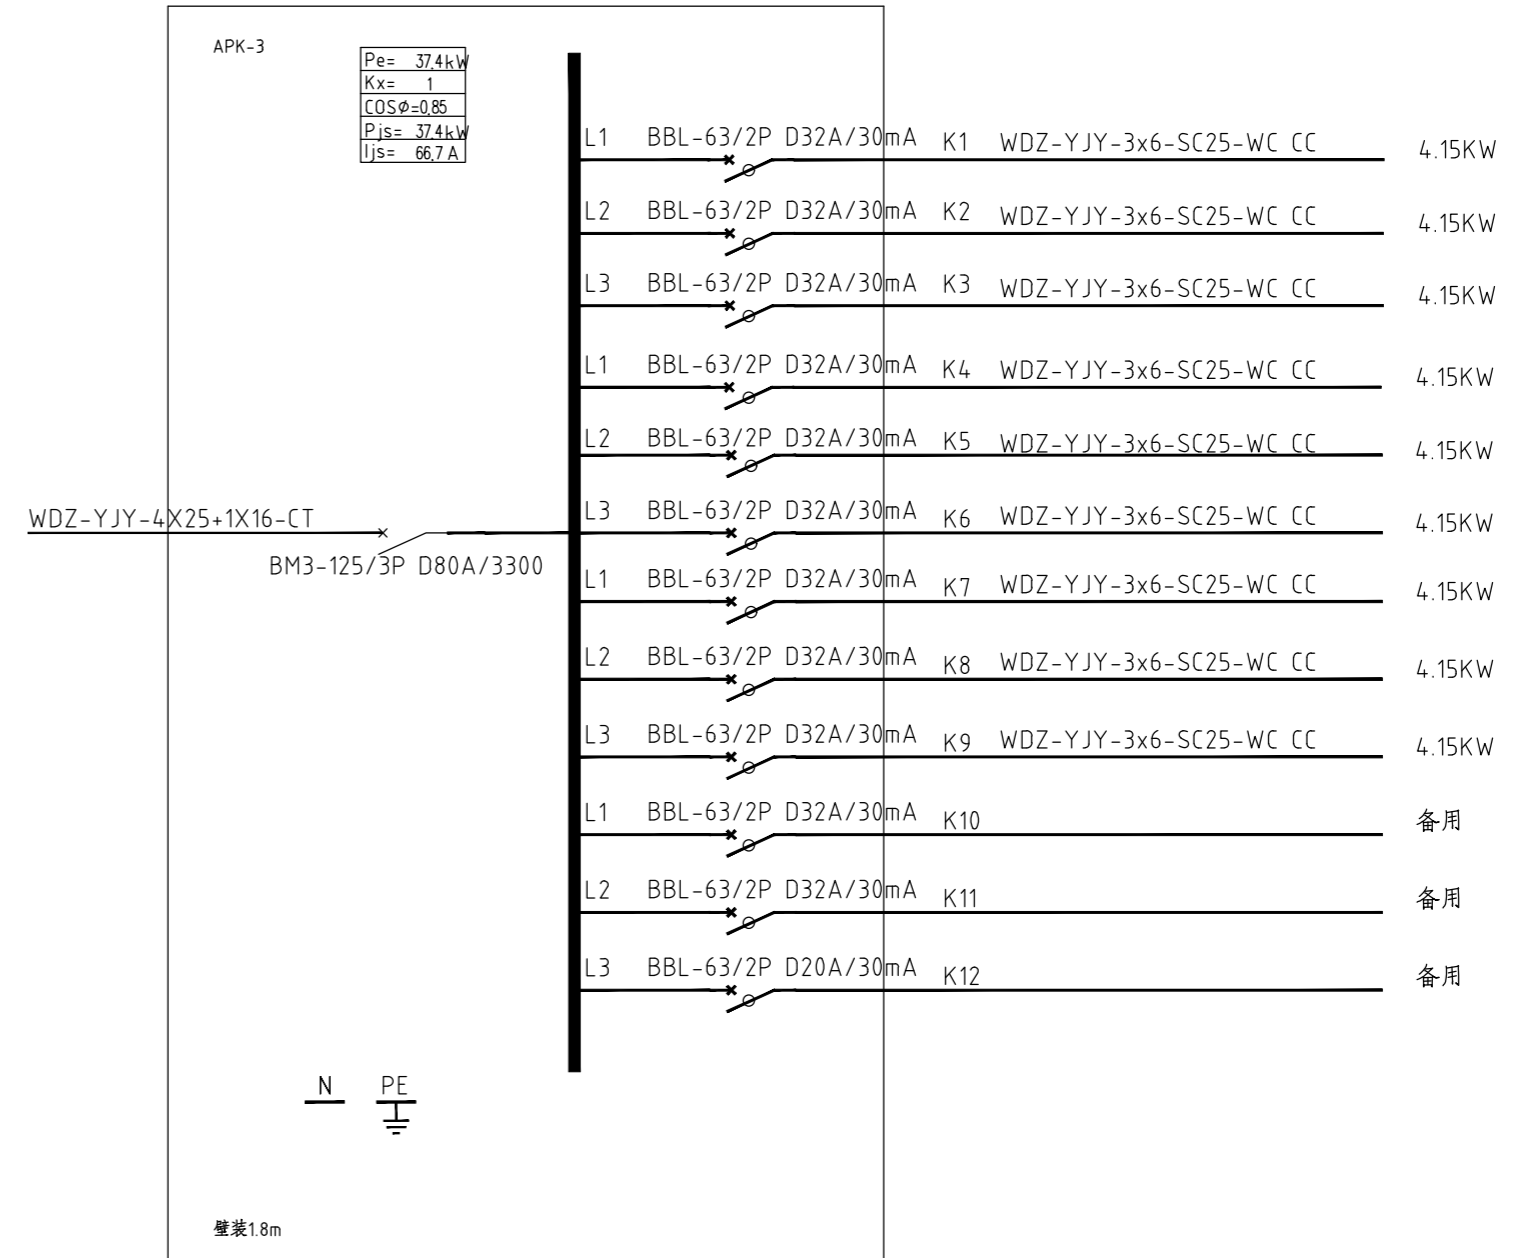 APK-3
Pe= 37.4kW
Kx= 1
COSφ=0.85
Pjs= 37.4kW
Ijs= 66.7A
L1 BBL-63/2P D32A/30mA K1 WDZ-YJY-3x6-SC25-WC CC 4.15KW
L2 BBL-63/2P D32A/30mA K2 WDZ-YJY-3x6-SC25-WC CC 4.15KW
L3 BBL-63/2P D32A/30mA K3 WDZ-YJY-3x6-SC25-WC CC 4.15KW
L1 BBL-63/2P D32A/30mA K4 WDZ-YJY-3x6-SC25-WC CC 4.15KW
L2 BBL-63/2P D32A/30mA K5 WDZ-YJY-3x6-SC25-WC CC 4.15KW
L3 BBL-63/2P D32A/30mA K6 WDZ-YJY-3x6-SC25-WC CC 4.15KW
WDZ-YJY-4X25+1X16-CT
BM3-125/3P D80A/3300
L1 BBL-63/2P D32A/30mA K7 WDZ-YJY-3x6-SC25-WC CC 4.15KW
L2 BBL-63/2P D32A/30mA K8 WDZ-YJY-3x6-SC25-WC CC 4.15KW
L3 BBL-63/2P D32A/30mA K9 WDZ-YJY-3x6-SC25-WC CC 4.15KW
L1 BBL-63/2P D32A/30mA K10 备用
L2 BBL-63/2P D32A/30mA K11 备用
L3 BBL-63/2P D20A/30mA K12 备用
N PE
壁装1.8m